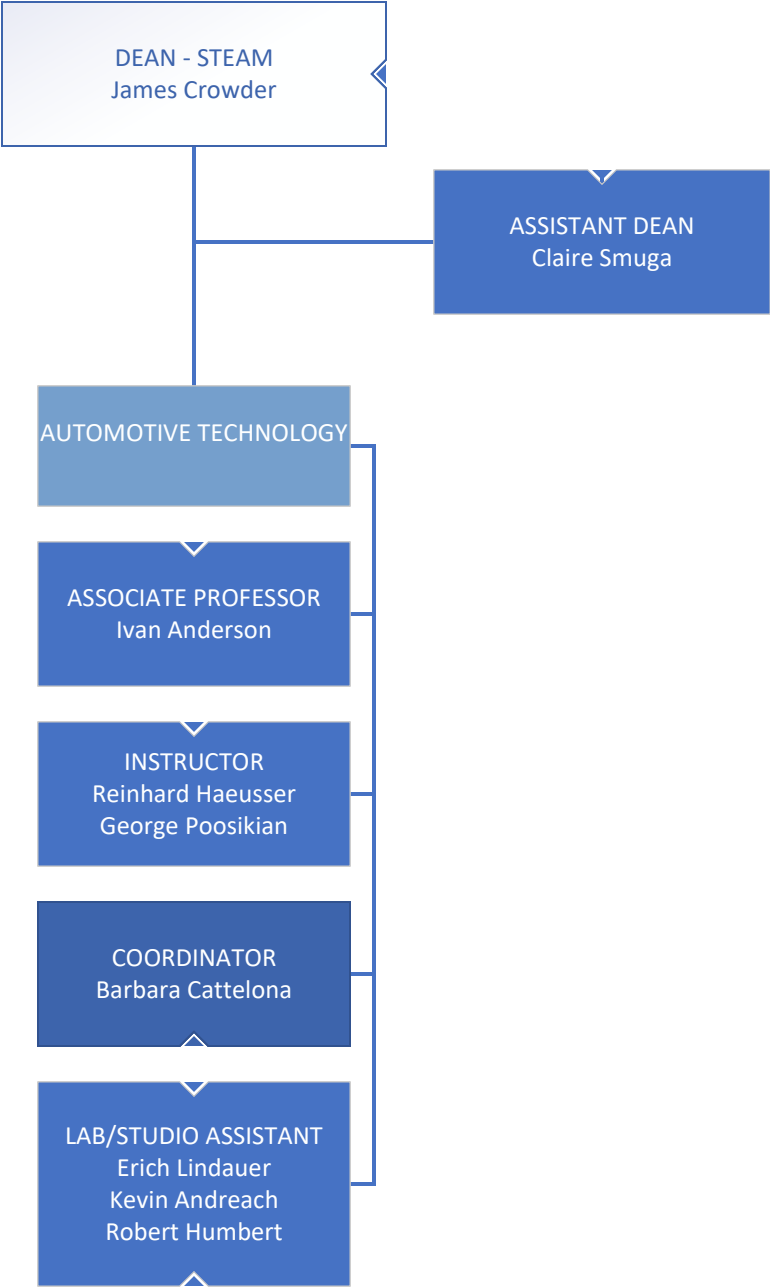 DEAN - STEAM
James Crowder
ASSISTANT DEAN
Claire Smuga
AUTOMOTIVE TECHNOLOGY
ASSOCIATE PROFESSOR
Ivan Anderson
INSTRUCTOR
Reinhard Haeusser
George Poosikian
COORDINATOR
Barbara Cattelona
LAB/STUDIO ASSISTANT
Erich Lindauer
Kevin Andreach
Robert Humbert